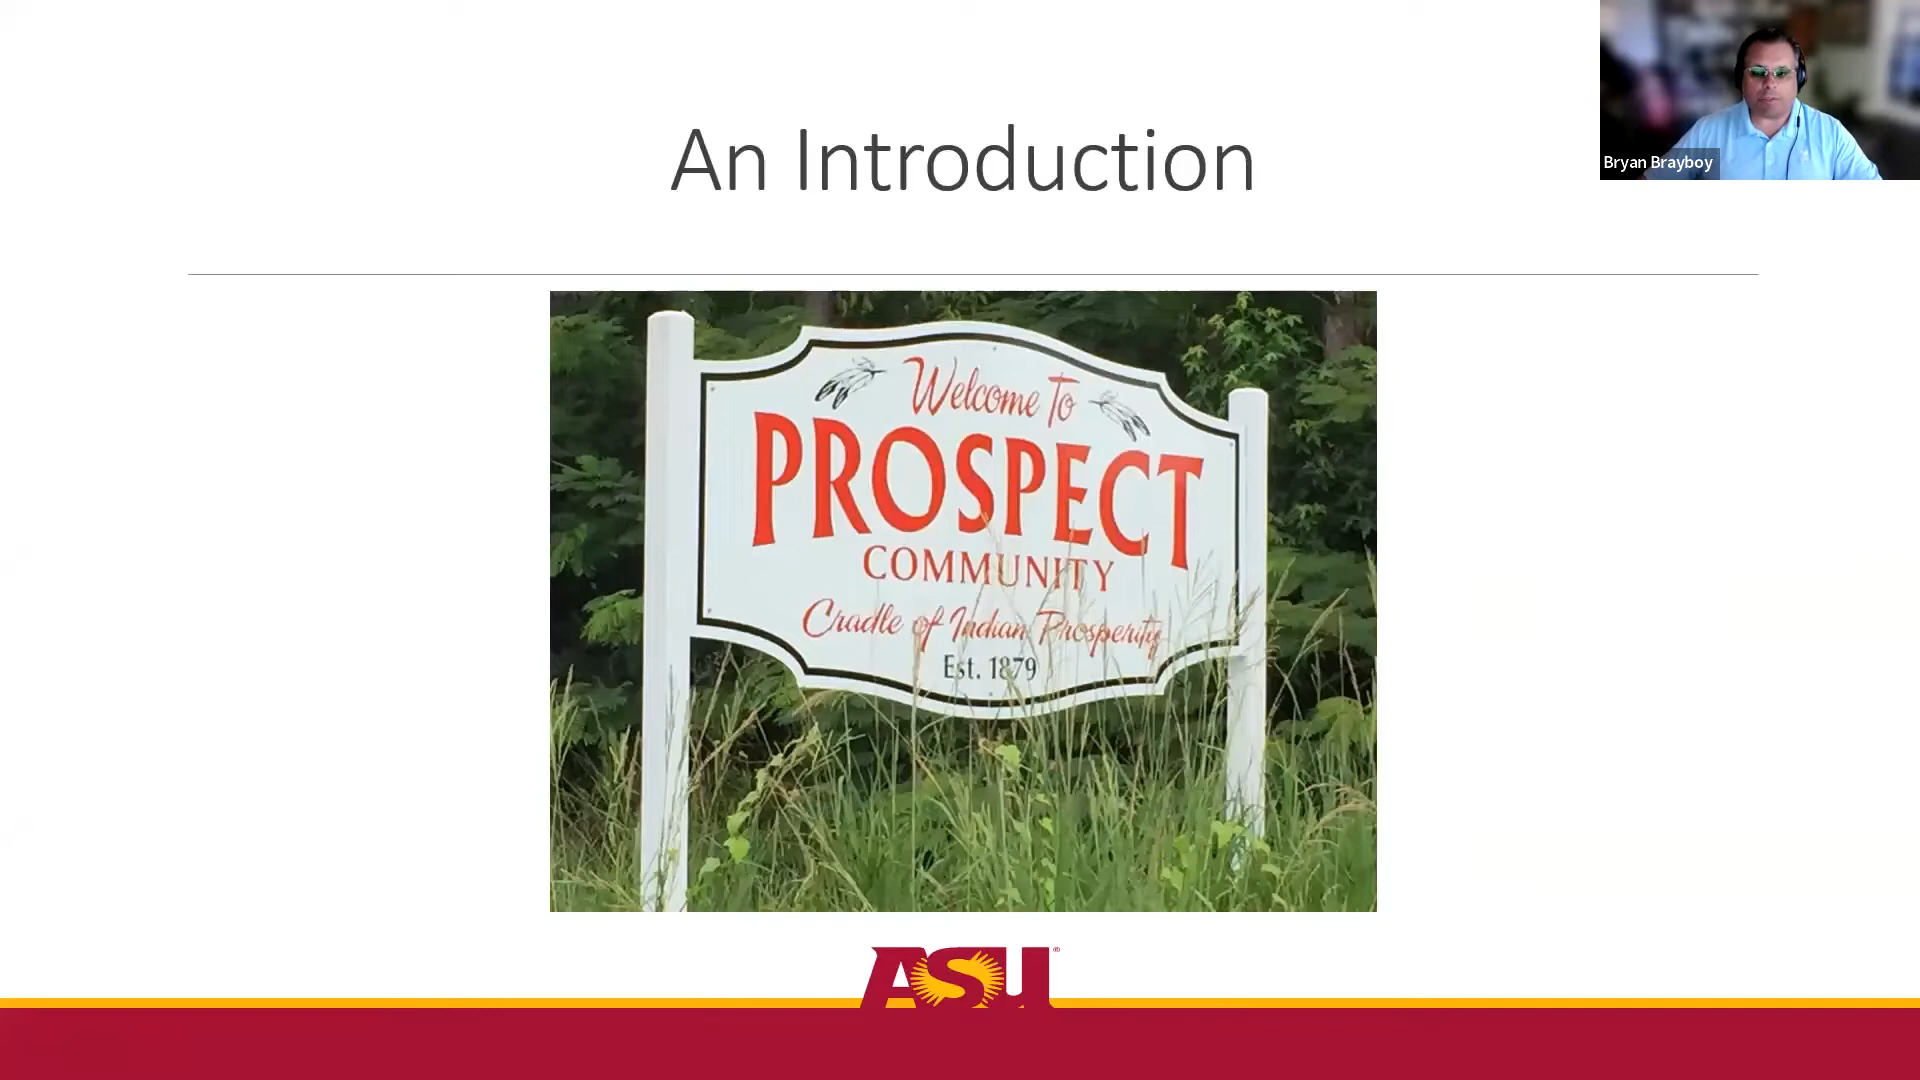 An Introduction
Bryan Brayboy
Welcome To
PROSPECT
COMMUNITY
Cradle of Indian Prosperity
Est. 1879
ASU